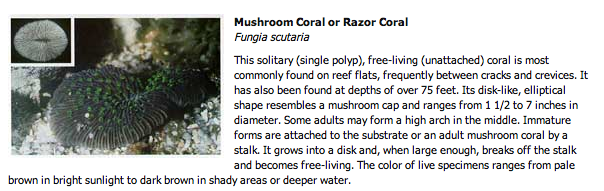 Mushroom Coral or Razor Coral
Fungia scutaria
This solitary (single polyp), free-living (unattached) coral is most
commonly found on reef flats, frequently between cracks and crevices. It
has also been found at depths of over 75 feet. Its disk-like, elliptical
shape resembles a mushroom cap and ranges from 1 1/2 to 7 inches in
diameter. Some adults may form a high arch in the middle. Immature
forms are attached to the substrate or an adult mushroom coral by a
stalk. It grows into a disk and, when large enough, breaks off the stalk
and becomes free-living. The color of live specimens ranges from pale
brown in bright sunlight to dark brown in shady areas or deeper water.